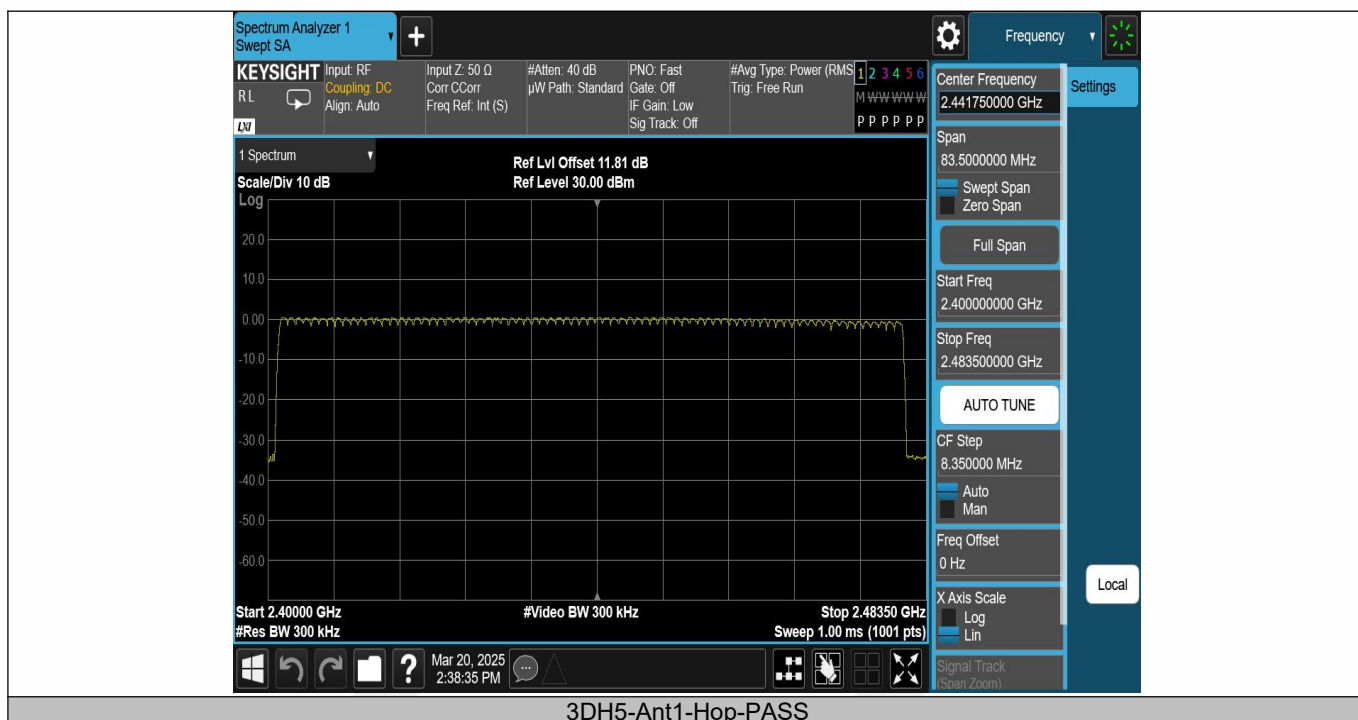 Spectrum Analyzer 1
Swept SA
Frequency
KEYSIGHT
R L
LXI
Input: RF
Coupling: DC
Align: Auto
Input Z: 50 Ω
Corr CCorr
Freq Ref: Int (S)
#Atten: 40 dB
µW Path: Standard
PNO: Fast
Gate: Off
IF Gain: Low
Sig Track: Off
#Avg Type: Power (RMS
Trig: Free Run
1 2 3 4 5 6
M W W W W W
P P P P P P
1 Spectrum
Scale/Div 10 dB
Log
Ref Lvl Offset 11.81 dB
Ref Level 30.00 dBm
20.0
10.0
0.00
-10.0
-20.0
-30.0
-40.0
-50.0
-60.0
Start 2.40000 GHz
#Res BW 300 kHz
#Video BW 300 kHz
Stop 2.48350 GHz
Sweep 1.00 ms (1001 pts)
Mar 20, 2025
2:38:35 PM
Center Frequency
2.441750000 GHz
Settings
Span
83.5000000 MHz
Swept Span
Zero Span
Full Span
Start Freq
2.400000000 GHz
Stop Freq
2.483500000 GHz
AUTO TUNE
CF Step
8.350000 MHz
Auto
Man
Freq Offset
0 Hz
X Axis Scale
Log
Lin
Signal Track
(Span Zoom)
Local
3DH5-Ant1-Hop-PASS